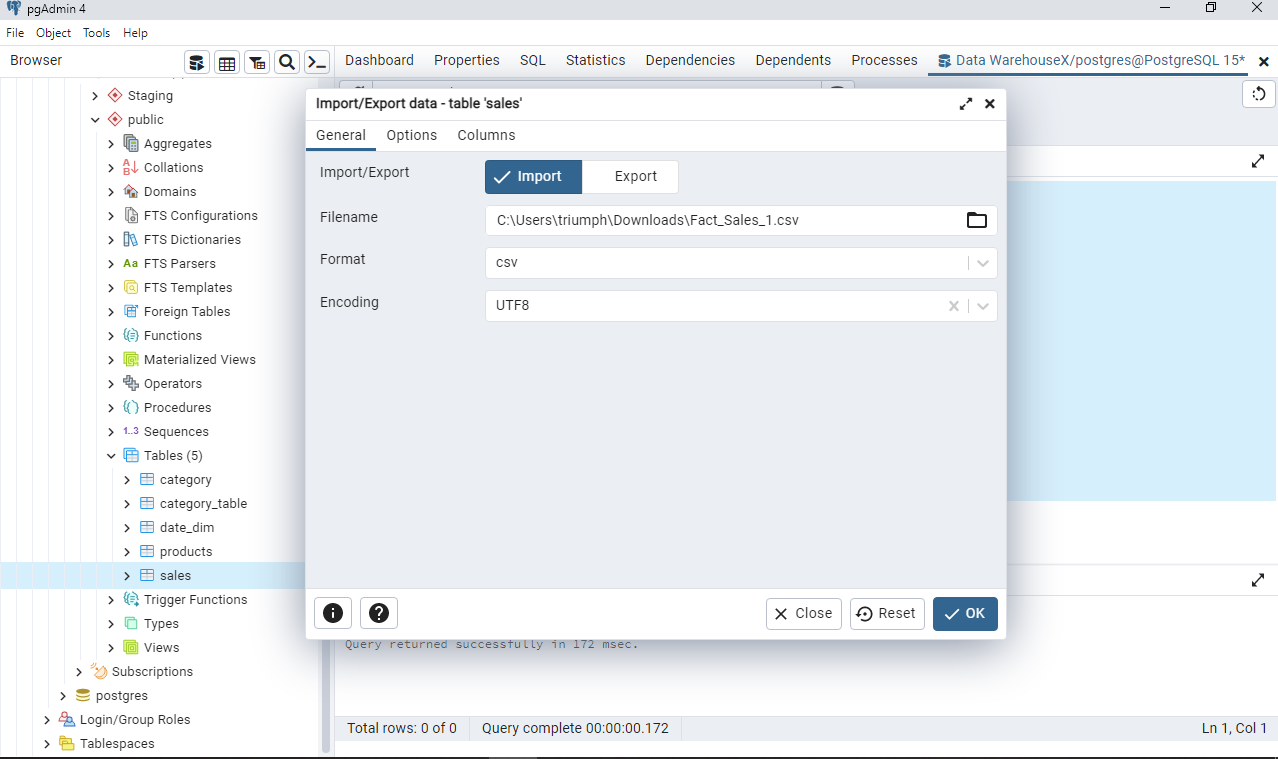 pgAdmin 4
File Object Tools Help
Browser
Dashboard Properties SQL Statistics Dependencies Dependents Processes Data WarehouseX/postgres@PostgreSQL 15*
Staging
public
Aggregates
Collations
Domains
FTS Configurations
FTS Dictionaries
Aa FTS Parsers
FTS Templates
Foreign Tables
Functions
Materialized Views
Operators
Procedures
1..3 Sequences
Tables (5)
category
category_table
date_dim
products
sales
Trigger Functions
Types
Views
Subscriptions
postgres
Login/Group Roles
Tablespaces
Import/Export data - table 'sales'
General Options Columns
Import/Export Import Export
Filename C:\Users\triumph\Downloads\Fact_Sales_1.csv
Format csv
Encoding UTF8
Close Reset OK
Query returned successfully in 172 msec.
Total rows: 0 of 0 Query complete 00:00:00.172 Ln 1, Col 1